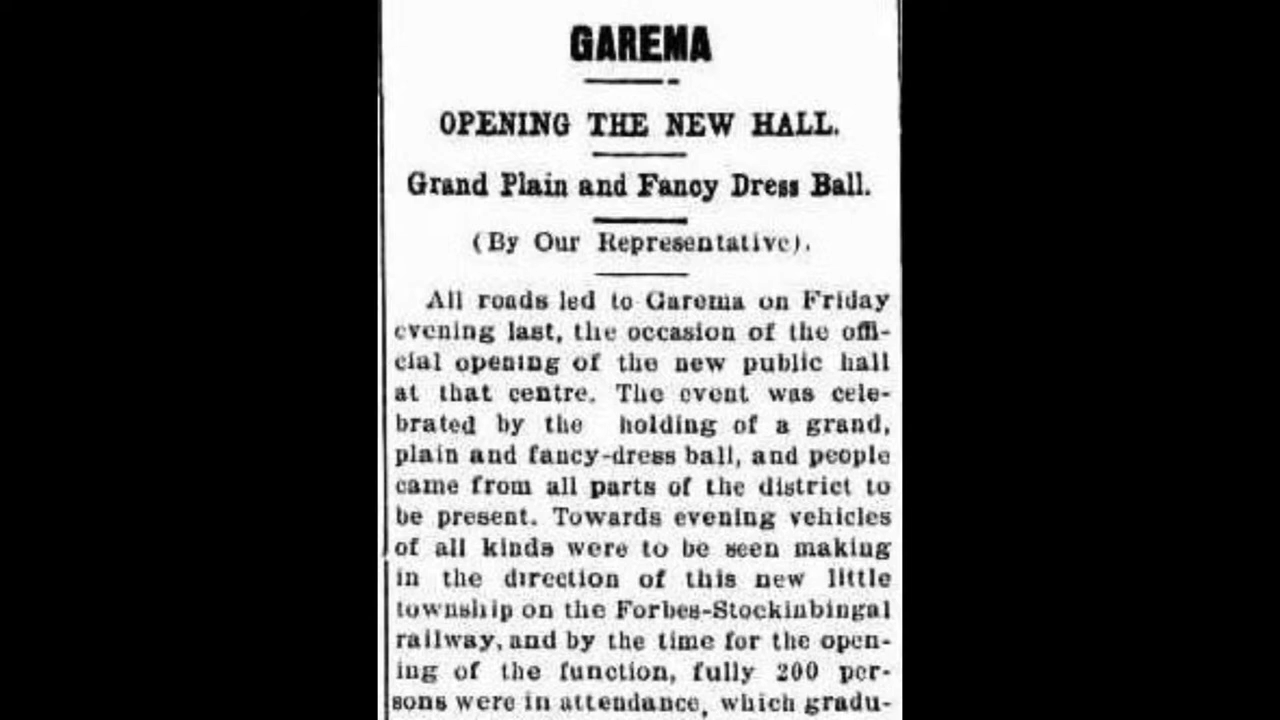 GAREMA
OPENING THE NEW HALL.
Grand Plain and Fancy Dress Ball.
(By Our Representative).
All roads led to Garema on Friday
evening last, the occasion of the offi-
cial opening of the new public hall
at that centre. The event was cele-
brated by the holding of a grand,
plain and fancy-dress ball, and people
came from all parts of the district to
be present. Towards evening vehicles
of all kinds were to be seen making
in the direction of this new little
township on the Forbes-Stockinbingal
railway, and by the time for the open-
ing of the function, fully 200 per-
sons were in attendance, which gradu-